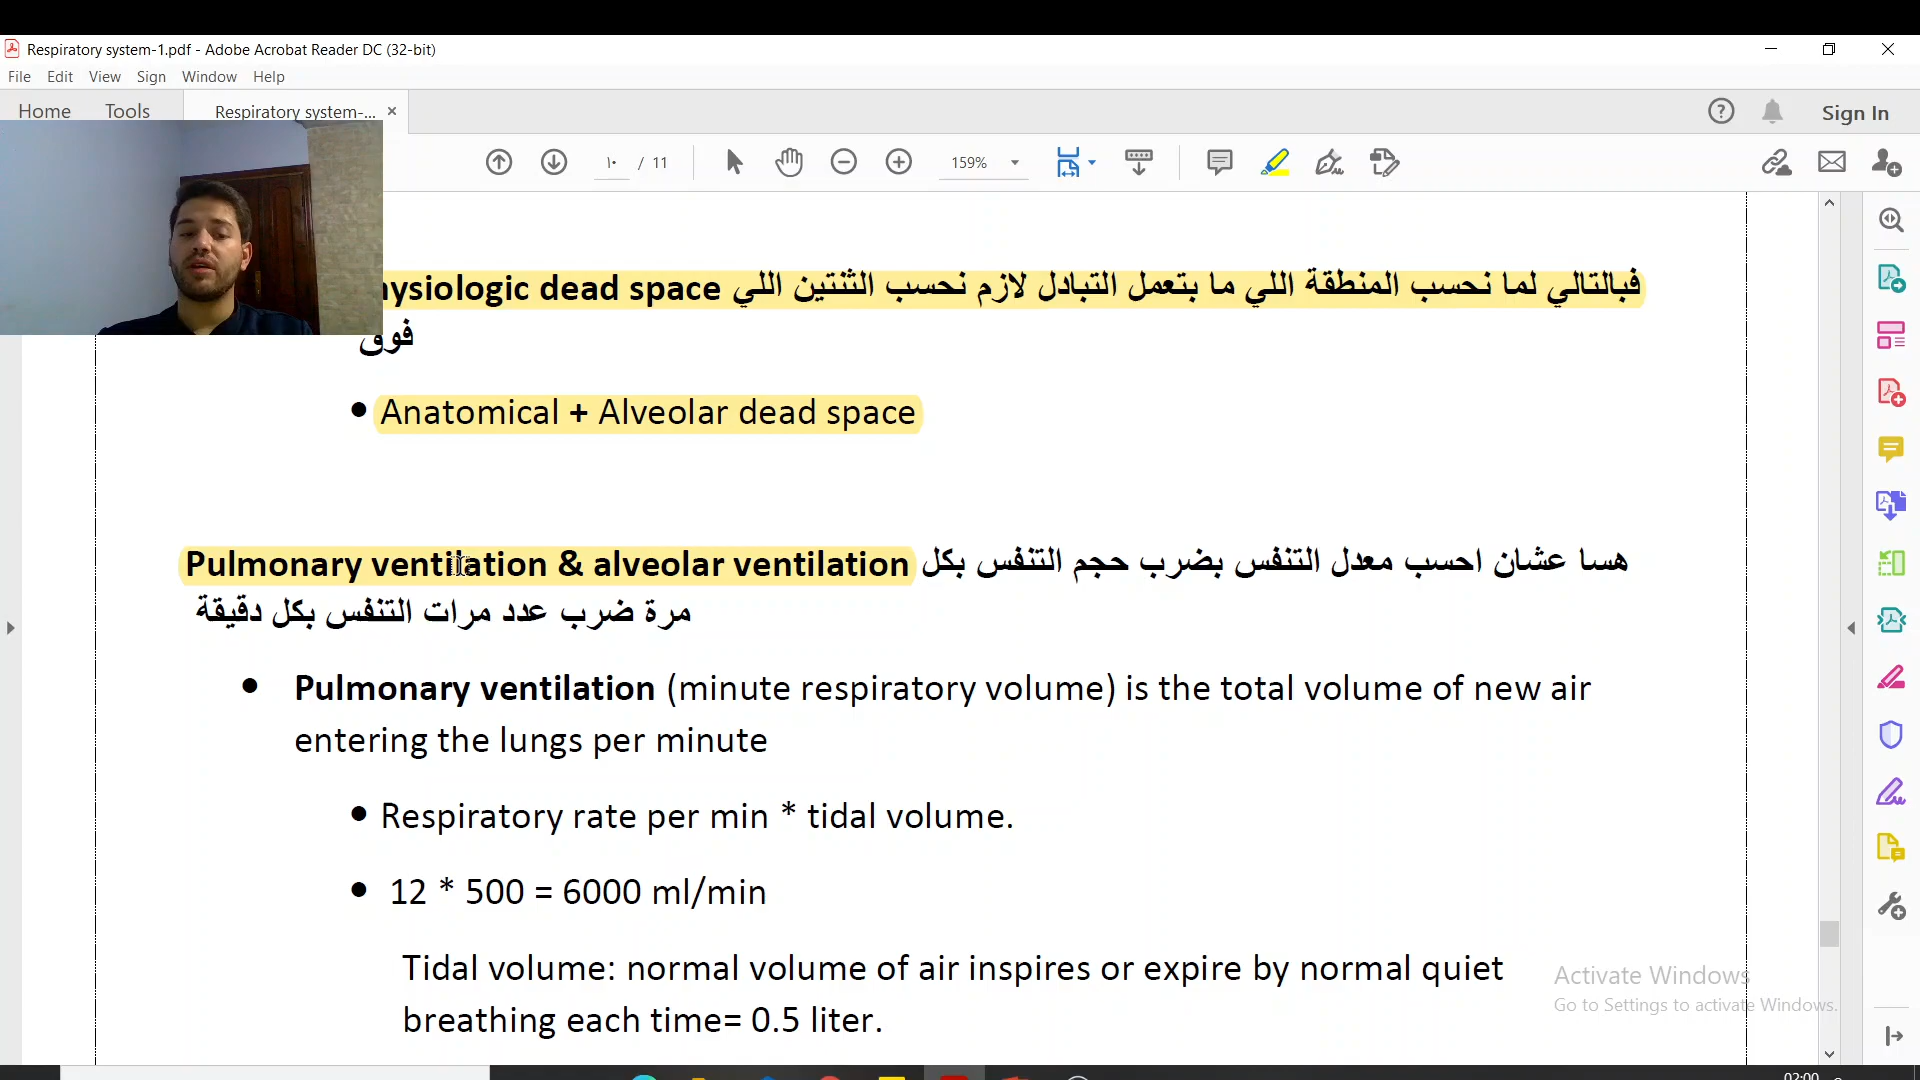 Respiratory system-1.pdf - Adobe Acrobat Reader DC (32-bit)
File Edit View Sign Window Help
Home Tools Respiratory system-... Sign In
١٠ / 11 159%
hysiologic dead space فبالتالي لما نحسب المنطقة اللي ما بتعمل التبادل لازم نحسب الثنتين اللي
فوق
• Anatomical + Alveolar dead space
Pulmonary ventilation & alveolar ventilation هسا عشان احسب معدل التنفس بضرب حجم التنفس بكل
مرة ضرب عدد مرات التنفس بكل دقيقة
• Pulmonary ventilation (minute respiratory volume) is the total volume of new air
entering the lungs per minute
• Respiratory rate per min * tidal volume.
• 12 * 500 = 6000 ml/min
Tidal volume: normal volume of air inspires or expire by normal quiet
breathing each time= 0.5 liter.
Activate Windows
Go to Settings to activate Windows.
02:00